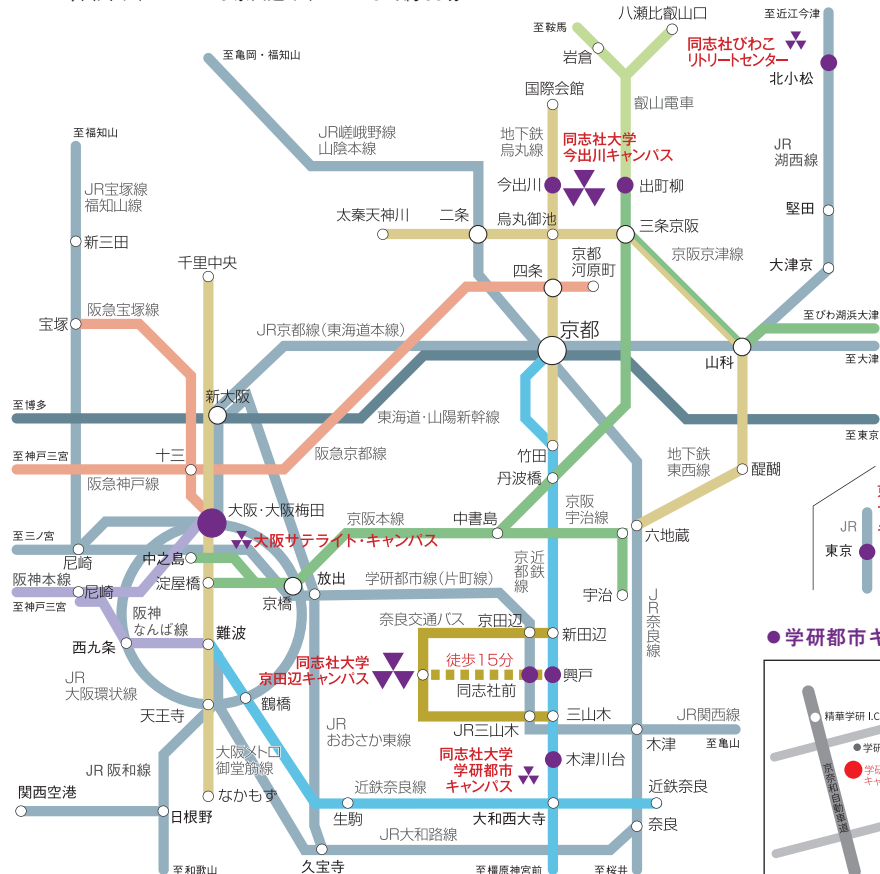 至鞍馬
八瀬比叡山口
至近江今津
岩倉
同志社びわこ
リトリートセンター
至亀岡・福知山
北小松
国際会館
叡山電車
JR嵯峨野線
山陰本線
地下鉄
烏丸線
同志社大学
今出川キャンパス
JR
湖西線
至福知山
JR宝塚線
福知山線
今出川
出町柳
太秦天神川
二条
烏丸御池
三条京阪
堅田
新三田
京都
河原町
京阪京津線
大津京
千里中央
四条
阪急宝塚線
宝塚
JR京都線(東海道本線)
京都
至びわ湖浜大津
山科
至大津
新大阪
至博多
東海道・山陽新幹線
至東京
十三
阪急京都線
竹田
地下鉄
東西線
至神戸三宮
阪急神戸線
丹波橋
醍醐
大阪・大阪梅田
京阪本線
中書島
京阪
宇治線
六地蔵
JR
東京
至三ノ宮
尼崎
大阪サテライト・キャンパス
中之島
近鉄
京都線
阪神本線
尼崎
淀屋橋
京橋
放出
学研都市線(片町線)
宇治
JR奈良線
至神戸三宮
阪神
なんば線
難波
奈良交通バス
京田辺
新田辺
学研都市キ
西九条
同志社大学
京田辺キャンパス
徒歩15分
同志社前
興戸
JR
大阪環状線
鶴橋
天王寺
JR
おおさか東線
JR三山木
三山木
JR関西線
木津
至亀山
精華学研 I.C
JR 阪和線
大阪メトロ
御堂筋線
同志社大学
学研都市
キャンパス
木津川台
京奈和自動車道
関西空港
なかもず
近鉄奈良線
近鉄奈良
日根野
生駒
大和西大寺
奈良
JR大和路線
久宝寺
至和歌山
至橿原神宮前
至桜井